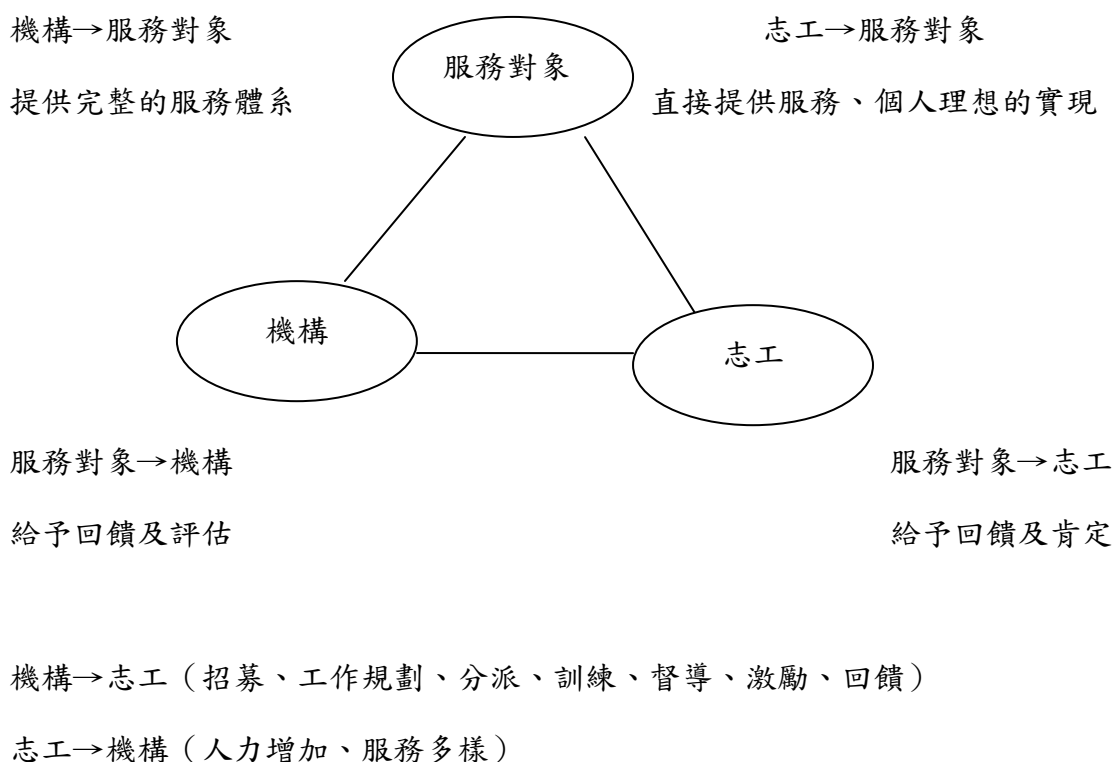 機構→服務對象
志工→服務對象
服務對象
提供完整的服務體系
直接提供服務、個人理想的實現
機構
志工
服務對象→機構
服務對象→志工
給予回饋及評估
給予回饋及肯定
機構→志工（招募、工作規劃、分派、訓練、督導、激勵、回饋）
志工→機構（人力增加、服務多樣）